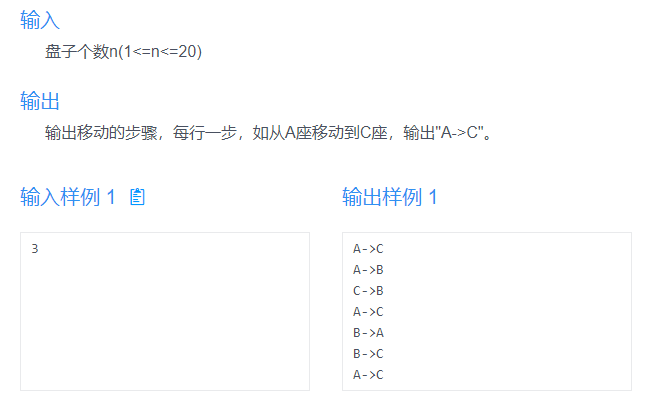 输入
盘子个数n(1<=n<=20)
输出
输出移动的步骤，每行一步，如从A座移动到C座，输出"A->C"。
输入样例 1
输出样例 1
3
A->C
A->B
C->B
A->C
B->A
B->C
A->C